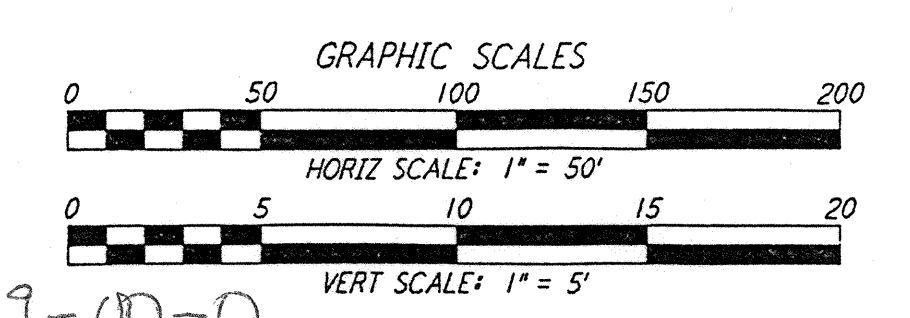 GRAPHIC SCALES
0 50 100 150 200
HORIZ SCALE: 1" = 50'
0 5 10 15 20
VERT SCALE: 1" = 5'